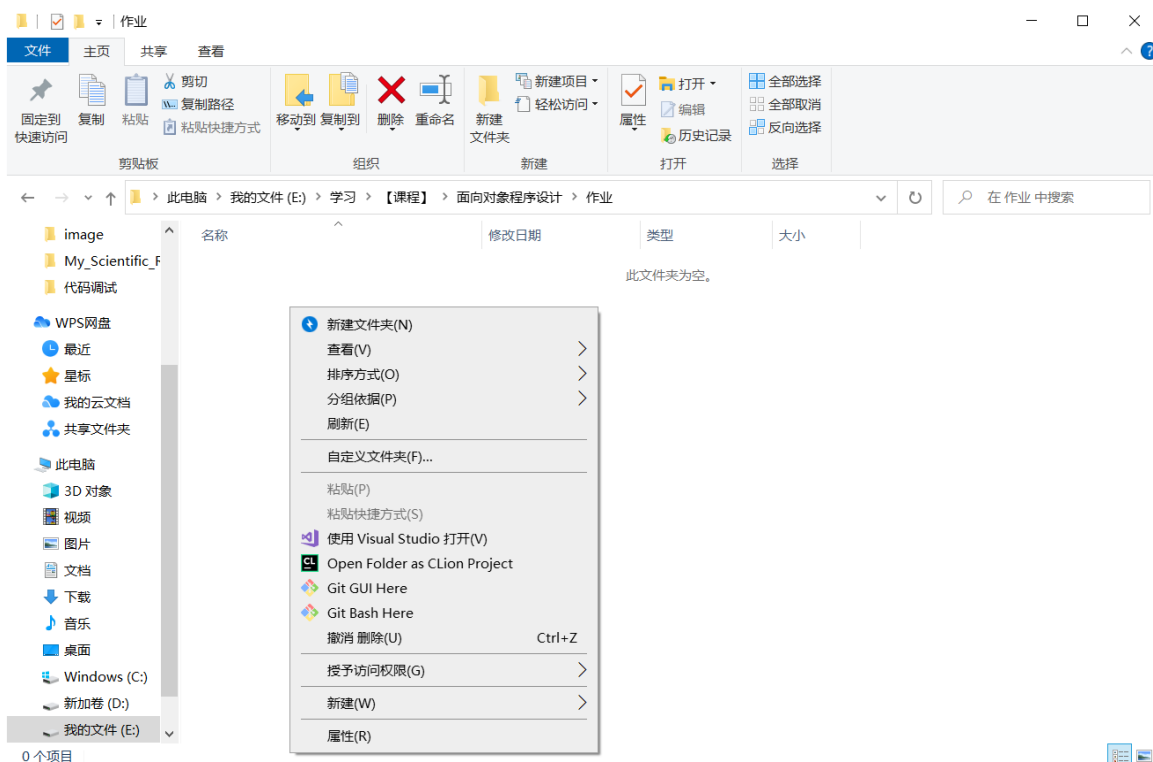 作业
文件 主页 共享 查看
固定到快速访问 复制 粘贴 剪切 复制路径 粘贴快捷方式
移动到 复制到 删除 重命名
新建文件夹 新建项目 轻松访问
属性 打开 编辑 历史记录
全部选择 全部取消 反向选择
剪贴板 组织 新建 打开 选择
此电脑 我的文件 (E:) 学习 【课程】 面向对象程序设计 作业
在 作业 中搜索
image
My_Scientific_F
代码调试
WPS网盘
最近
星标
我的云文档
共享文件夹
此电脑
3D 对象
视频
图片
文档
下载
音乐
桌面
Windows (C:)
新加卷 (D:)
我的文件 (E:)
名称 修改日期 类型 大小
此文件夹为空。
新建文件夹(N)
查看(V)
排序方式(O)
分组依据(P)
刷新(E)
自定义文件夹(F)...
粘贴(P)
粘贴快捷方式(S)
使用 Visual Studio 打开(V)
Open Folder as CLion Project
Git GUI Here
Git Bash Here
撤消 删除(U) Ctrl+Z
授予访问权限(G)
新建(W)
属性(R)
0 个项目